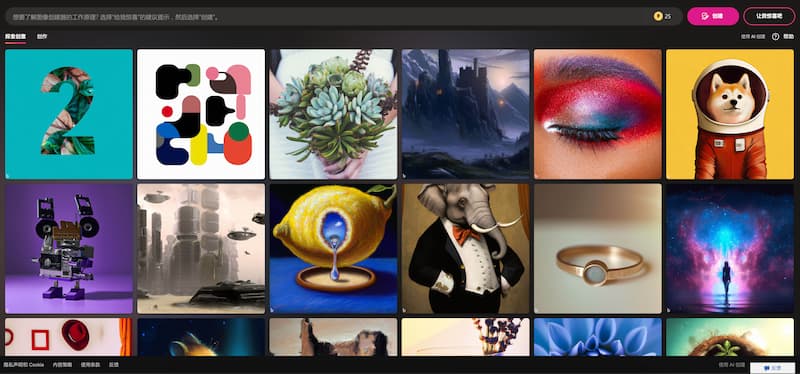 想要了解图像创建器的工作原理? 选择"给我惊喜"的建议提示，然后选择"创建"。
25
创建
让我惊喜吧
探索创意
创作
使用 AI 创建
帮助
2
隐私声明和 Cookie
内容策略
使用条款
反馈
使用 AI 创建
反馈